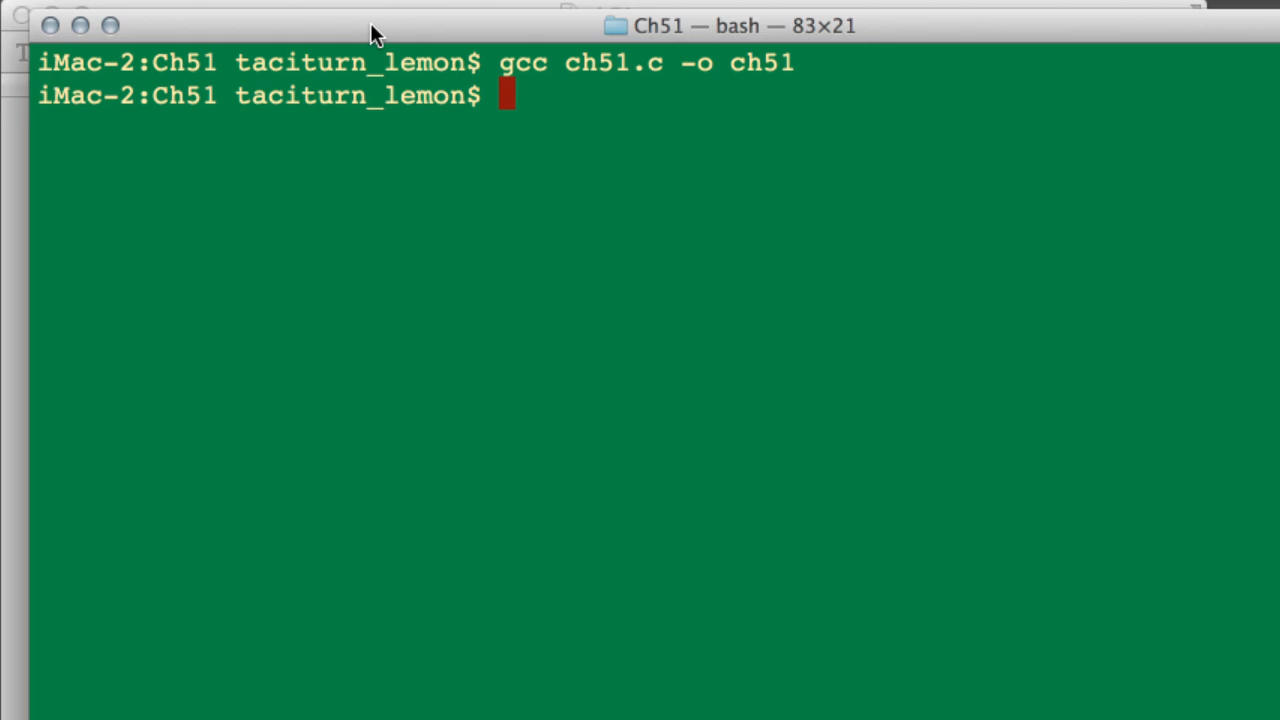 Ch51 — bash — 83×21
iMac-2:Ch51 taciturn_lemon$ gcc ch51.c -o ch51
iMac-2:Ch51 taciturn_lemon$